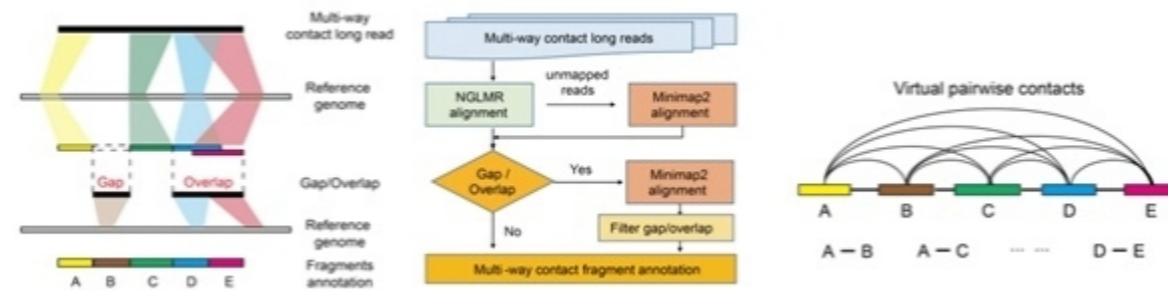 Multi-way
contact long read
Reference
genome
Gap
Overlap
Gap/Overlap
Reference
genome
Fragments
annotation
A B C D E
Multi-way contact long reads
unmapped
reads
NGLMR
alignment
Minimap2
alignment
Gap /
Overlap
Yes
Minimap2
alignment
No
Filter gap/overlap
Multi-way contact fragment annotation
Virtual pairwise contacts
A B C D E
A — B A — C ... ... D — E